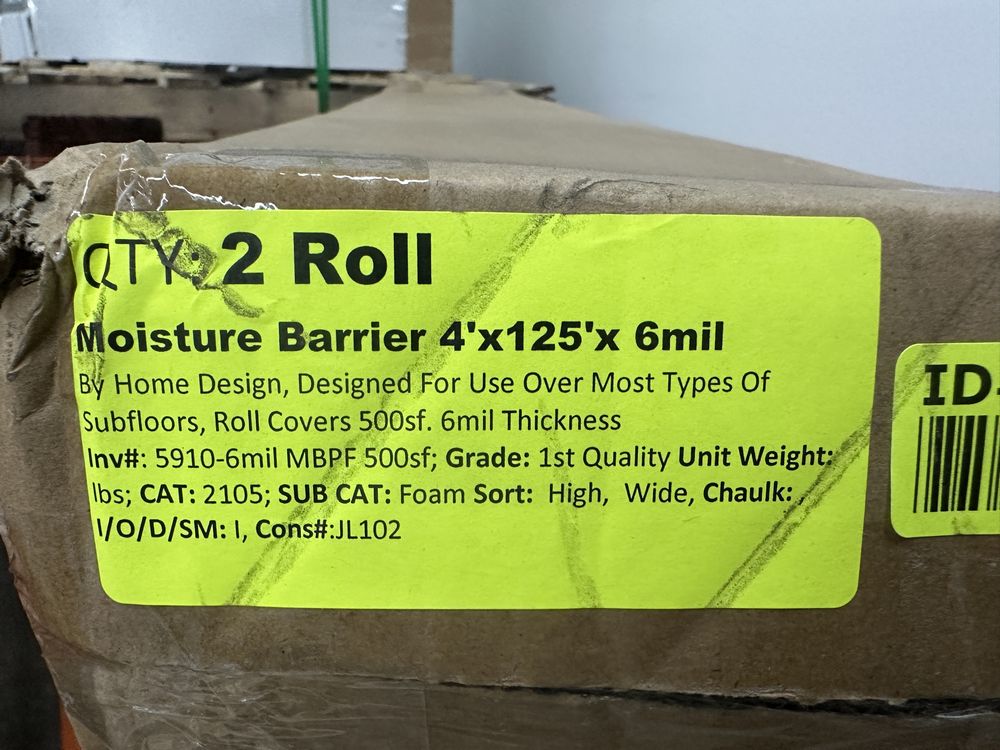 QTY: 2 Roll
Moisture Barrier 4'x125'x 6mil
By Home Design, Designed For Use Over Most Types Of
Subfloors, Roll Covers 500sf. 6mil Thickness
Inv#: 5910-6mil MBPF 500sf; Grade: 1st Quality Unit Weight:
lbs; CAT: 2105; SUB CAT: Foam Sort: High, Wide, Chaulk: ,
I/O/D/SM: I, Cons#:JL102
ID